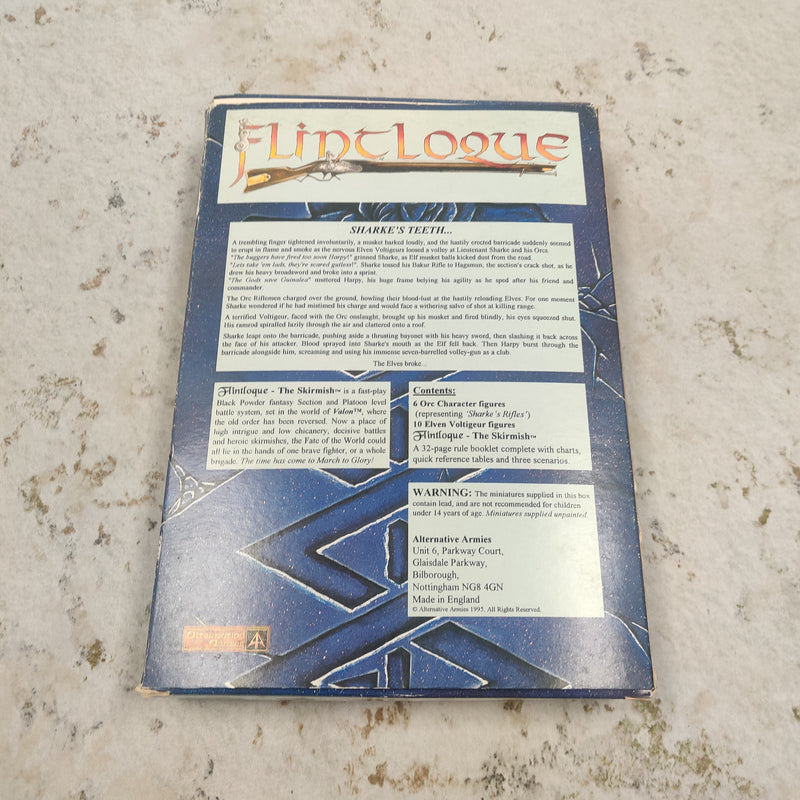 Flintloque
SHARKE'S TEETH...
A trembling finger tightened involuntarily, a musket barked loudly, and the hastily erected barricade suddenly seemed
to erupt in flame and smoke as the nervous Elven Voltigeurs loosed a volley at Lieutenant Sharke and his Orcs.
"The buggers have fired too soon Harpy!" grinned Sharke, as Elf musket balls kicked dust from the road.
"Lets take 'em lads, they're scared gutless!". Sharke tossed his Bakur Rifle to Hagamun, the section's crack shot, as he
drew his heavy broadsword and broke into a sprint.
"The Gods save Guinalea" muttered Harpy, his huge frame belying his agility as he sped after his friend and
commander.
The Orc Riflemen charged over the ground, howling their blood-lust at the hastily reloading Elves. For one moment
Sharke wondered if he had mistimed his charge and would face a withering salvo of shot at killing range.
A terrified Voltigeur, faced with the Orc onslaught, brought up his musket and fired blindly, his eyes squeezed shut.
His ramrod spiralled lazily through the air and clattered onto a roof.
Sharke leapt onto the barricade, pushing aside a thrusting bayonet with his heavy sword, then slashing it back across
the face of his attacker. Blood sprayed into Sharke's mouth as the Elf fell back. Then Harpy burst through the
barricade alongside him, screaming and using his immense seven-barrelled volley-gun as a club.
The Elves broke...
Flintloque - The Skirmish™ is a fast-play
Black Powder fantasy Section and Platoon level
battle system, set in the world of Valon™, where
the old order has been reversed. Now a place of
high intrigue and low chicanery, decisive battles
and heroic skirmishes, the Fate of the World could
all lie in the hands of one brave fighter, or a whole
brigade. The time has come to March to Glory!
Contents:
6 Orc Character figures
(representing 'Sharke's Rifles')
10 Elven Voltigeur figures
Flintloque - The Skirmish™
A 32-page rule booklet complete with charts,
quick reference tables and three scenarios.
WARNING: The miniatures supplied in this box
contain lead, and are not recommended for children
under 14 years of age. Miniatures supplied unpainted.
Alternative Armies
Unit 6, Parkway Court,
Glaisdale Parkway,
Bilborough,
Nottingham NG8 4GN
Made in England
© Alternative Armies 1995. All Rights Reserved.
Alternative
Armies